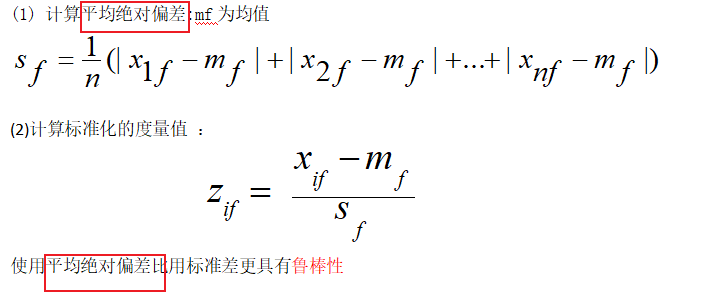 (1) 计算平均绝对偏差:mf 为均值
s_f = \frac{1}{n}(| x_{1f} − m_f | + | x_{2f} − m_f | +...+ | x_{nf} − m_f |)
(2)计算标准化的度量值 ：
z_{if} = \frac{x_{if} − m_f}{s_f}
使用平均绝对偏差比用标准差更具有鲁棒性